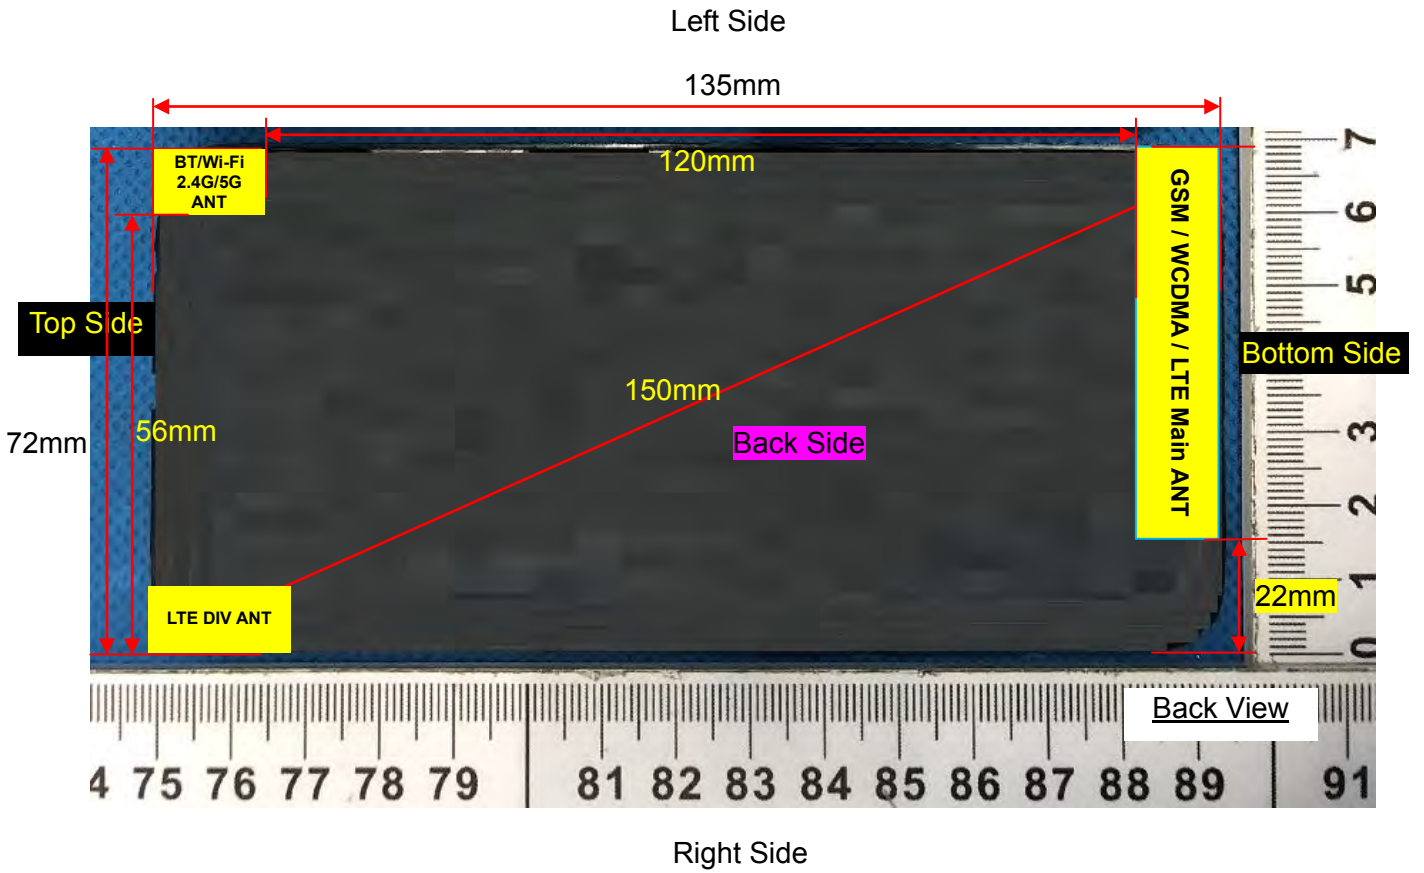 Left Side
135mm
120mm
BT/Wi-Fi
2.4G/5G
ANT
GSM / WCDMA / LTE Main ANT
Top Side
Bottom Side
150mm
72mm
56mm
Back Side
LTE DIV ANT
22mm
7
6
5
3
2
1
0
Back View
4 75 76 77 78 79 81 82 83 84 85 86 87 88 89 91
Right Side